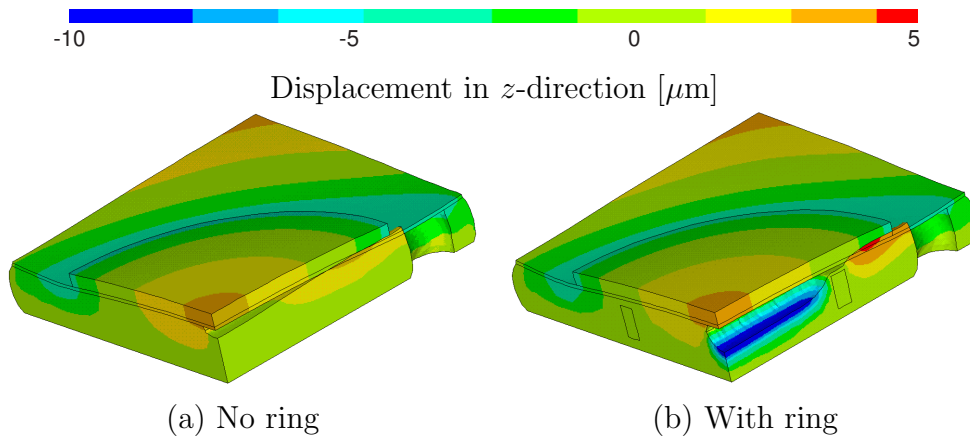 -10 -5 0 5
Displacement in z-direction [μm]
(a) No ring (b) With ring